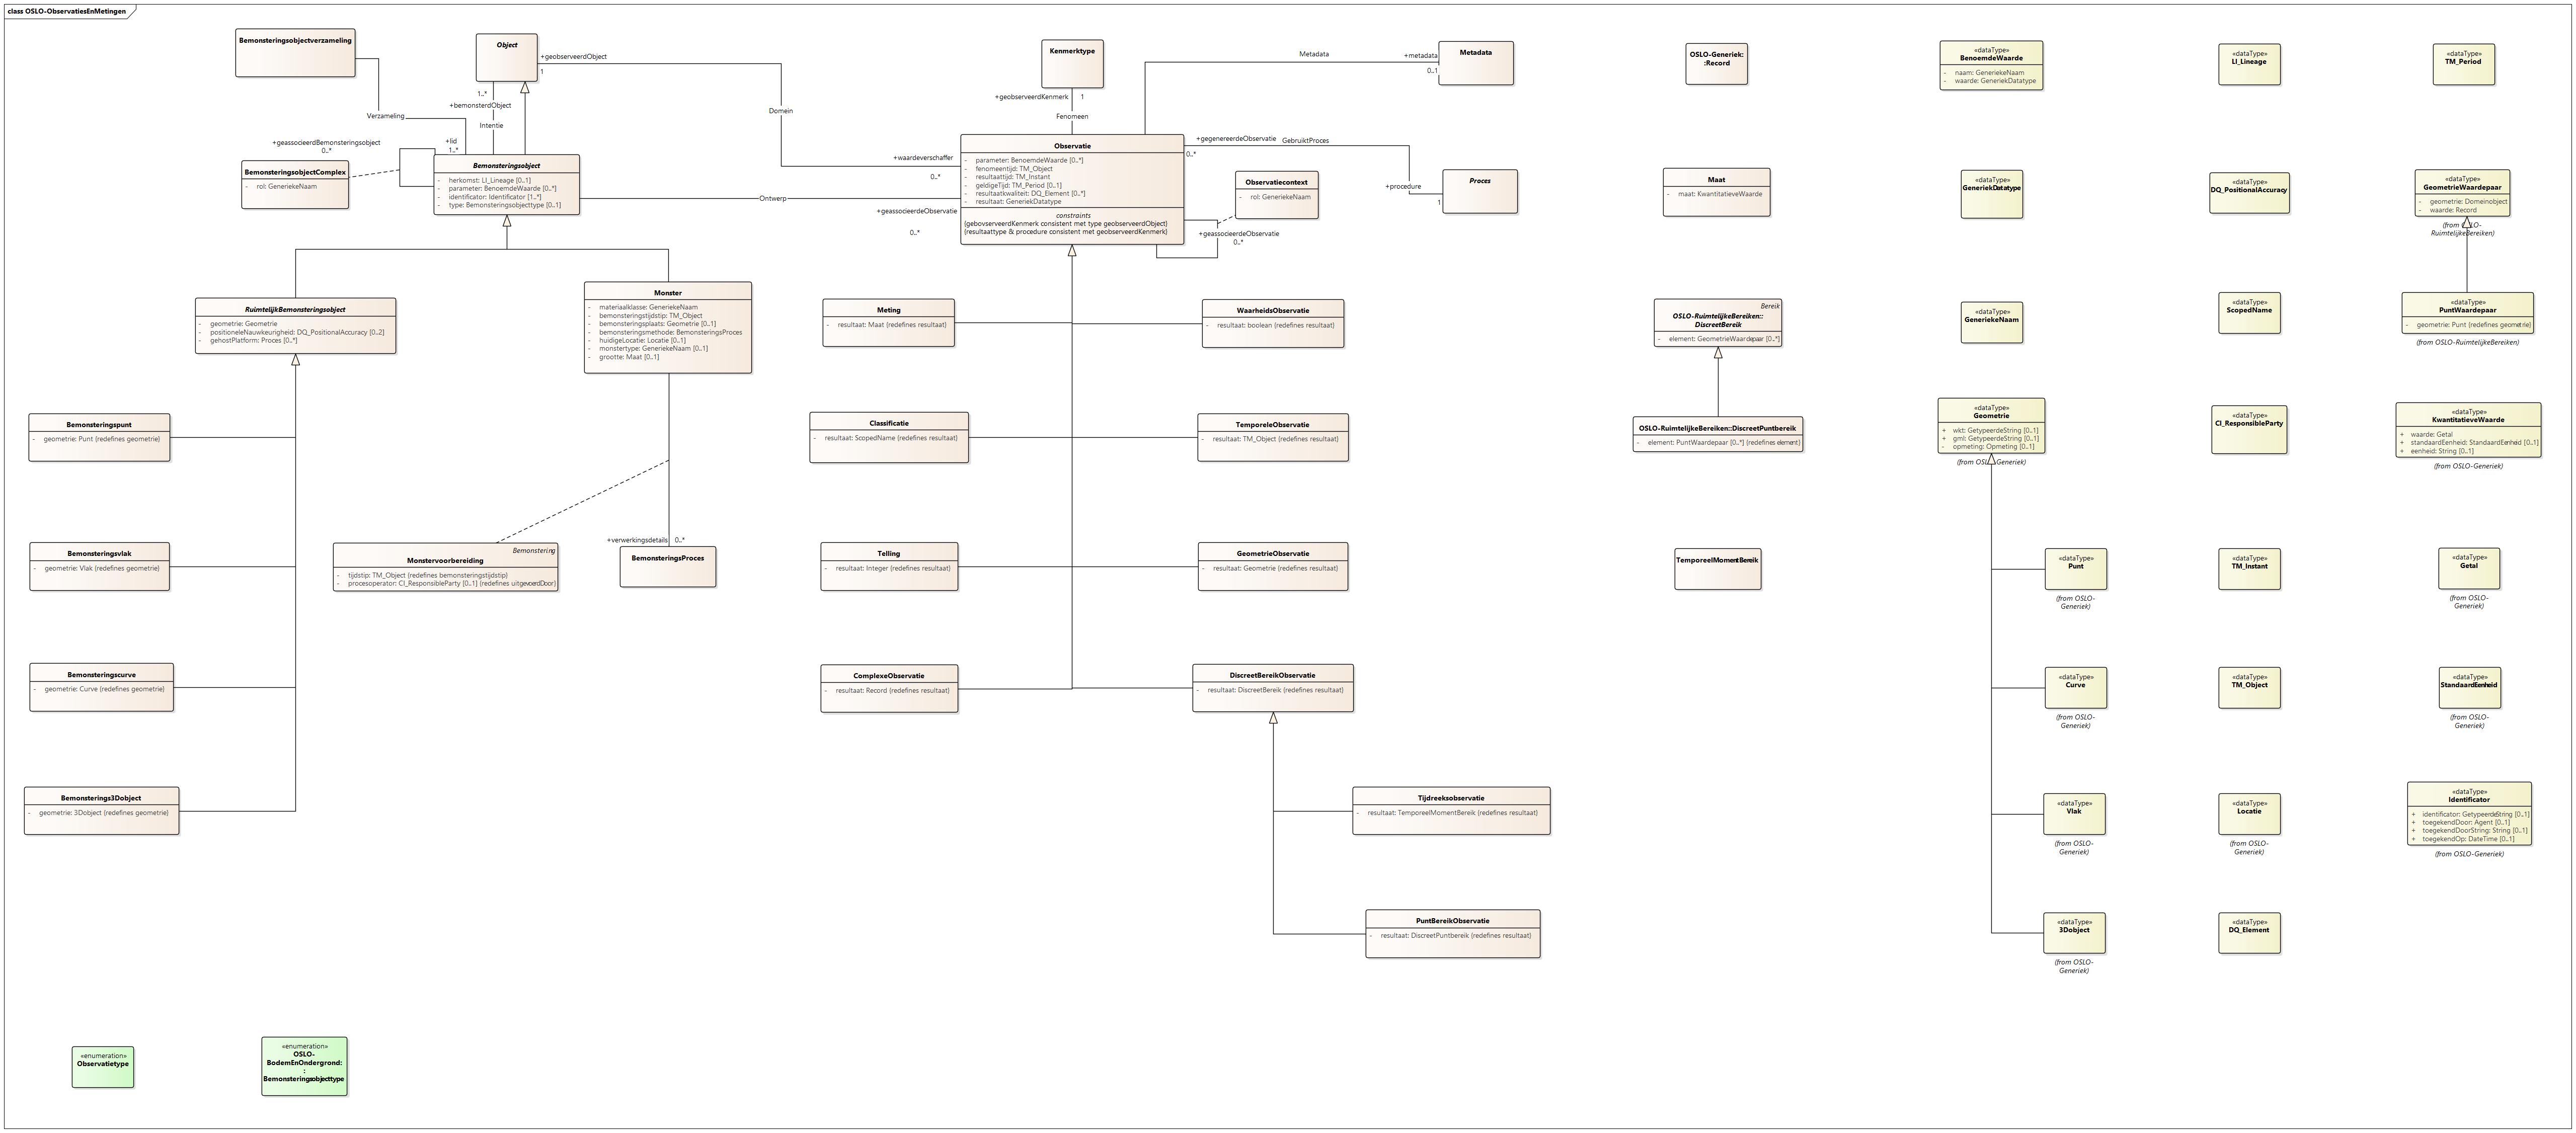 class OSLO-ObservatiesEnMetingen
Bemonsteringsobjectverzameling
Object
+geobserveerdObject
1
1..*
+bemonsterdObject
Intentie
Verzameling
+lid
1..*
+geassocieerdBemonsteringsobject
0..*
BemonsteringsobjectComplex
- rol: GeneriekeNaam
Bemonsteringsobject
- herkomst: LI_Lineage [0..1]
- parameter: BenoemdeWaarde [0..*]
- identificator: Identificator [1..*]
- type: Bemonsteringsobjecttype [0..1]
Domein
+waardeverschaffer
0..*
Ontwerp
+geassocieerdeObservatie
0..*
Kenmerktype
+geobserveerdKenmerk
1
Fenomeen
Metadata
+metadata
0..1
Metadata
Observatie
- parameter: BenoemdeWaarde [0..*]
- fenomeentijd: TM_Object
- resultaattijd: TM_Instant
- geldigeTijd: TM_Period [0..1]
- resultaatkwaliteit: DQ_Element [0..*]
- resultaat: GeneriekDatatype
constraints
{gebovserveerdKenmerk consistent met type geobserveerdObject}
{resultaattype & procedure consistent met geobserveerdKenmerk}
+gegenereerdeObservatie
0..*
GebruiktProces
+procedure
1
Proces
Observatiecontext
- rol: GeneriekeNaam
+geassocieerdeObservatie
0..*
RuimtelijkBemonsteringsobject
- geometrie: Geometrie
- positioneleNauwkeurigheid: DQ_PositionalAccuracy [0..2]
- gehostPlatform: Proces [0..*]
Monster
- materiaalklasse: GeneriekeNaam
- bemonsteringstijdstip: TM_Object
- bemonsteringsplaats: Geometrie [0..1]
- bemonsteringsmethode: BemonsteringsProces
- huidigeLocatie: Locatie [0..1]
- monstertype: GeneriekeNaam [0..1]
- grootte: Maat [0..1]
Bemonsteringspunt
- geometrie: Punt {redefines geometrie}
Bemonsteringsvlak
- geometrie: Vlak {redefines geometrie}
Bemonsteringscurve
- geometrie: Curve {redefines geometrie}
Bemonsterings3Dobject
- geometrie: 3Dobject {redefines geometrie}
Bemonstering
Monstervoorbereiding
- tijdstip: TM_Object {redefines bemonsteringstijdstip}
- procesoperator: CI_ResponsibleParty [0..1] {redefines uitgevoerdDoor}
+verwerkingsdetails
0..*
BemonsteringsProces
Meting
- resultaat: Maat {redefines resultaat}
WaarheidsObservatie
- resultaat: boolean {redefines resultaat}
Classificatie
- resultaat: ScopedName {redefines resultaat}
TemporeleObservatie
- resultaat: TM_Object {redefines resultaat}
Telling
- resultaat: Integer {redefines resultaat}
GeometrieObservatie
- resultaat: Geometrie {redefines resultaat}
ComplexeObservatie
- resultaat: Record {redefines resultaat}
DiscreetBereikObservatie
- resultaat: DiscreetBereik {redefines resultaat}
Tijdreeksobservatie
- resultaat: TemporeelMomentBereik {redefines resultaat}
PuntBereikObservatie
- resultaat: DiscreetPuntbereik {redefines resultaat}
OSLO-Generiek:
:Record
Maat
- maat: KwantitatieveWaarde
Bereik
OSLO-RuimtelijkeBereiken::
DiscreetBereik
- element: GeometrieWaardepaar [0..*]
OSLO-RuimtelijkeBereiken::DiscreetPuntbereik
- element: PuntWaardepaar [0..*] {redefines element}
TemporeelMomentBereik
«dataType»
BenoemdeWaarde
- naam: GeneriekeNaam
- waarde: GeneriekDatatype
«dataType»
GeneriekDatatype
«dataType»
GeneriekeNaam
«dataType»
Geometrie
+ wkt: GetypeerdeString [0..1]
+ gml: GetypeerdeString [0..1]
- opmeting: Opmeting [0..1]
(from OSLO-Generiek)
«dataType»
Punt
(from OSLO-
Generiek)
«dataType»
Curve
(from OSLO-
Generiek)
«dataType»
Vlak
(from OSLO-
Generiek)
«dataType»
3Dobject
(from OSLO-
Generiek)
«dataType»
LI_Lineage
«dataType»
DQ_PositionalAccuracy
«dataType»
ScopedName
«dataType»
CI_ResponsibleParty
«dataType»
TM_Instant
«dataType»
TM_Object
«dataType»
Locatie
(from OSLO-
Generiek)
«dataType»
DQ_Element
«dataType»
TM_Period
«dataType»
GeometrieWaardepaar
- geometrie: Domeinobject
- waarde: Record
(from OSLO-
RuimtelijkeBereiken)
«dataType»
PuntWaardepaar
- geometrie: Punt {redefines geometrie}
(from OSLO-RuimtelijkeBereiken)
«dataType»
KwantitatieveWaarde
+ waarde: Getal
+ standaardEenheid: StandaardEenheid [0..1]
+ eenheid: String [0..1]
(from OSLO-Generiek)
«dataType»
Getal
(from OSLO-
Generiek)
«dataType»
StandaardEenheid
(from OSLO-
Generiek)
«dataType»
Identificator
+ identificator: GetypeerdeString [0..1]
+ toegekendDoor: Agent [0..1]
+ toegekendDoorString: String [0..1]
+ toegekendOp: DateTime [0..1]
(from OSLO-Generiek)
«enumeration»
Observatietype
«enumeration»
OSLO-
BodemEnOndergrond:
:
Bemonsteringsobjecttype